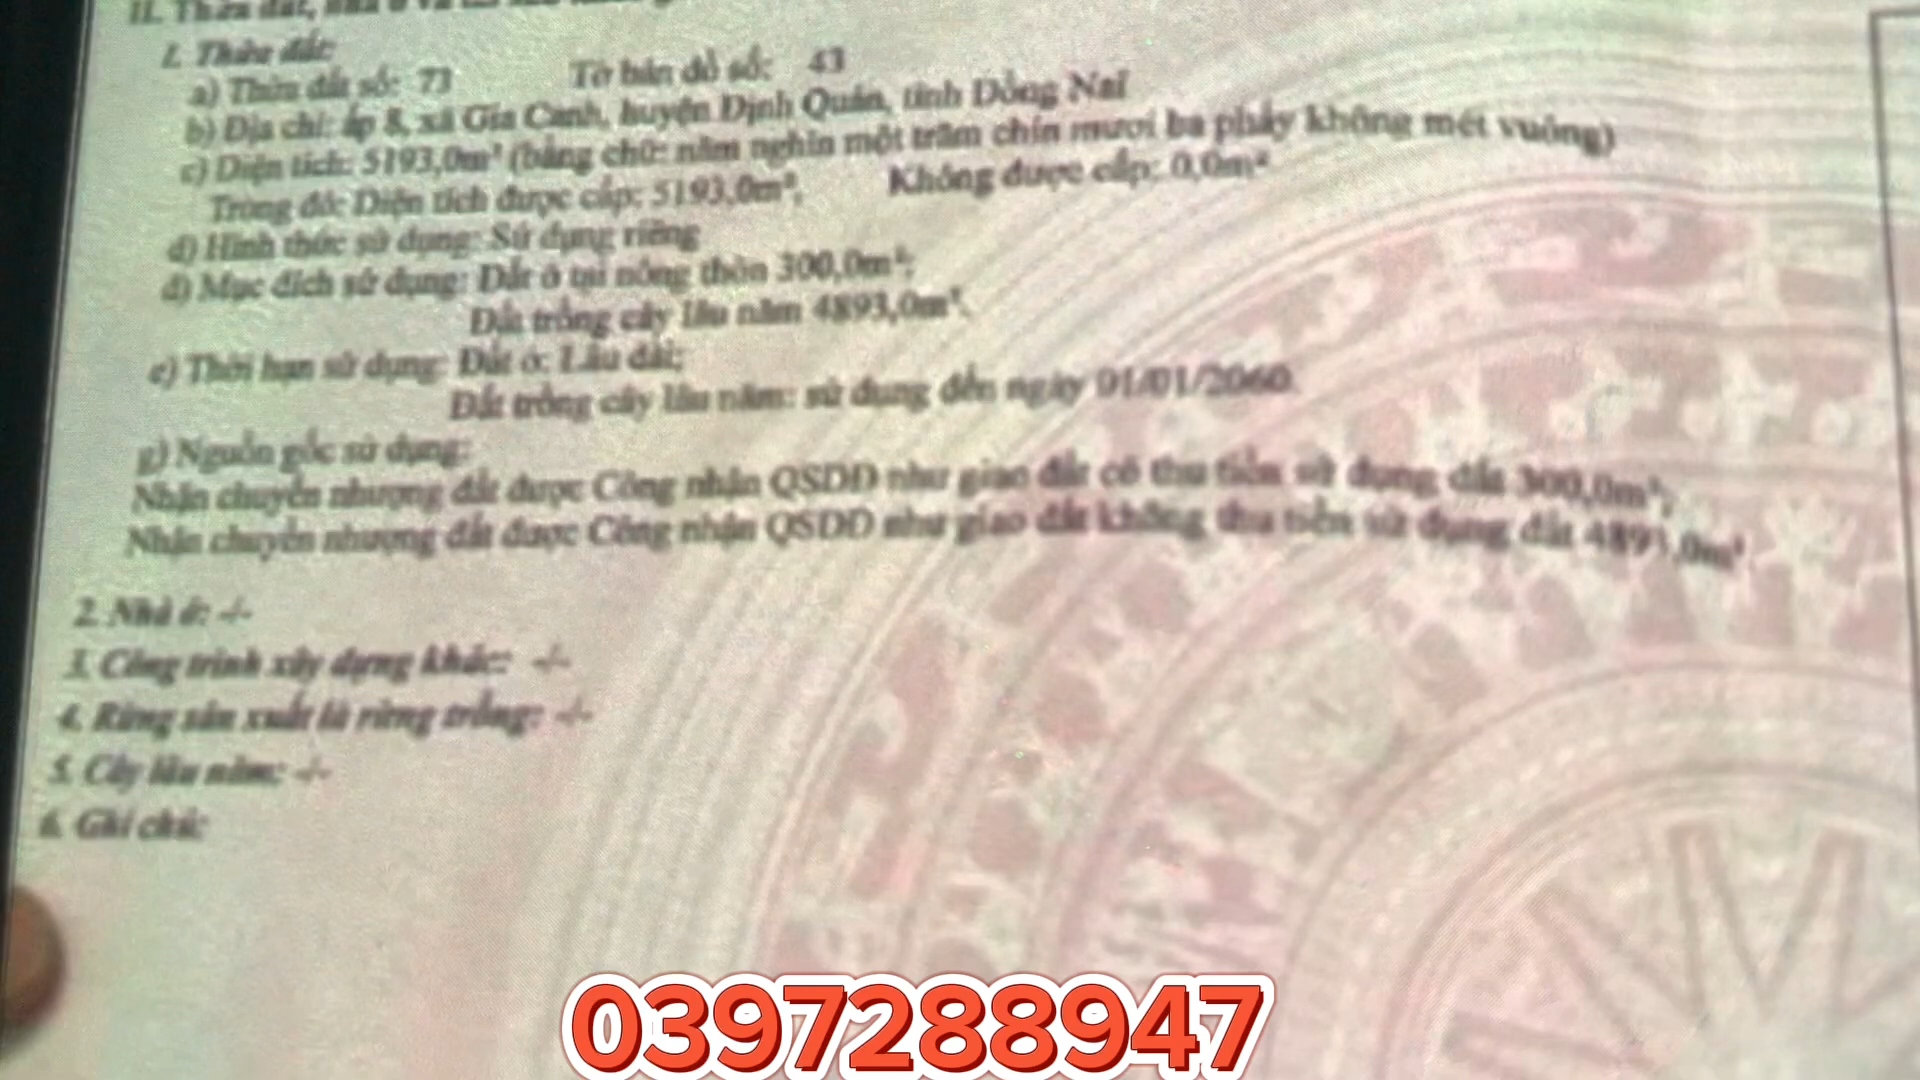 II. Thửa đất, nhà ở và tài sản
1. Thửa đất:
a) Thửa đất số: 73 Tờ bản đồ số: 43
b) Địa chỉ: ấp 8, xã Gia Canh, huyện Định Quán, tỉnh Đồng Nai
c) Diện tích: 5193,0m² (bằng chữ: năm nghìn một trăm chín mươi ba phẩy không mét vuông)
Trong đó: Diện tích được cấp: 5193,0m²; Không được cấp: 0,0m²
d) Hình thức sử dụng: Sử dụng riêng
đ) Mục đích sử dụng: Đất ở tại nông thôn 300,0m²;
Đất trồng cây lâu năm 4893,0m².
e) Thời hạn sử dụng: Đất ở: Lâu dài;
Đất trồng cây lâu năm: sử dụng đến ngày 01/01/2060.
g) Nguồn gốc sử dụng:
Nhận chuyển nhượng đất được Công nhận QSDĐ như giao đất có thu tiền sử dụng đất 300,0m²;
Nhận chuyển nhượng đất được Công nhận QSDĐ như giao đất không thu tiền sử dụng đất 4893,0m²
2. Nhà ở: -/-
3. Công trình xây dựng khác: -/-
4. Rừng sản xuất là rừng trồng: -/-
5. Cây lâu năm: -/-
6. Ghi chú:
0397288947